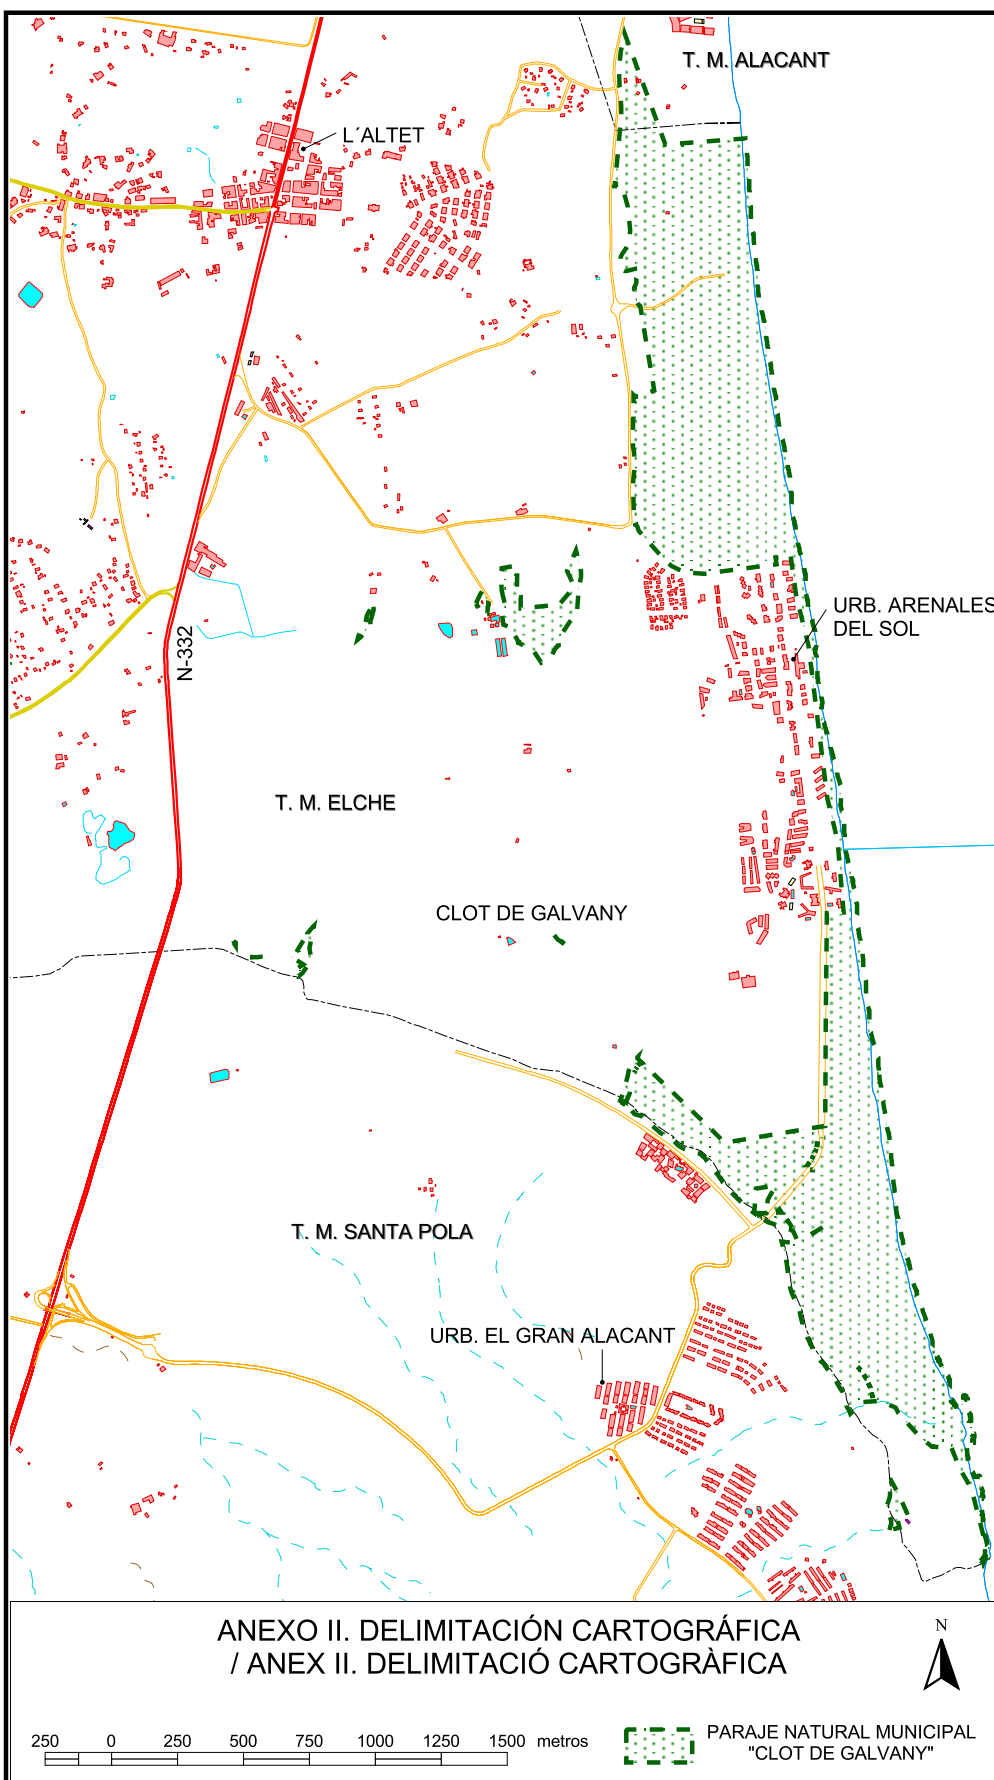 T. M. ALACANT
L´ALTET
URB. ARENALES
DEL SOL
N-332
T. M. ELCHE
CLOT DE GALVANY
T. M. SANTA POLA
URB. EL GRAN ALACANT
ANEXO II. DELIMITACIÓN CARTOGRÁFICA
/ ANEX II. DELIMITACIÓ CARTOGRÀFICA
N
250 0 250 500 750 1000 1250 1500 metros
PARAJE NATURAL MUNICIPAL
"CLOT DE GALVANY"